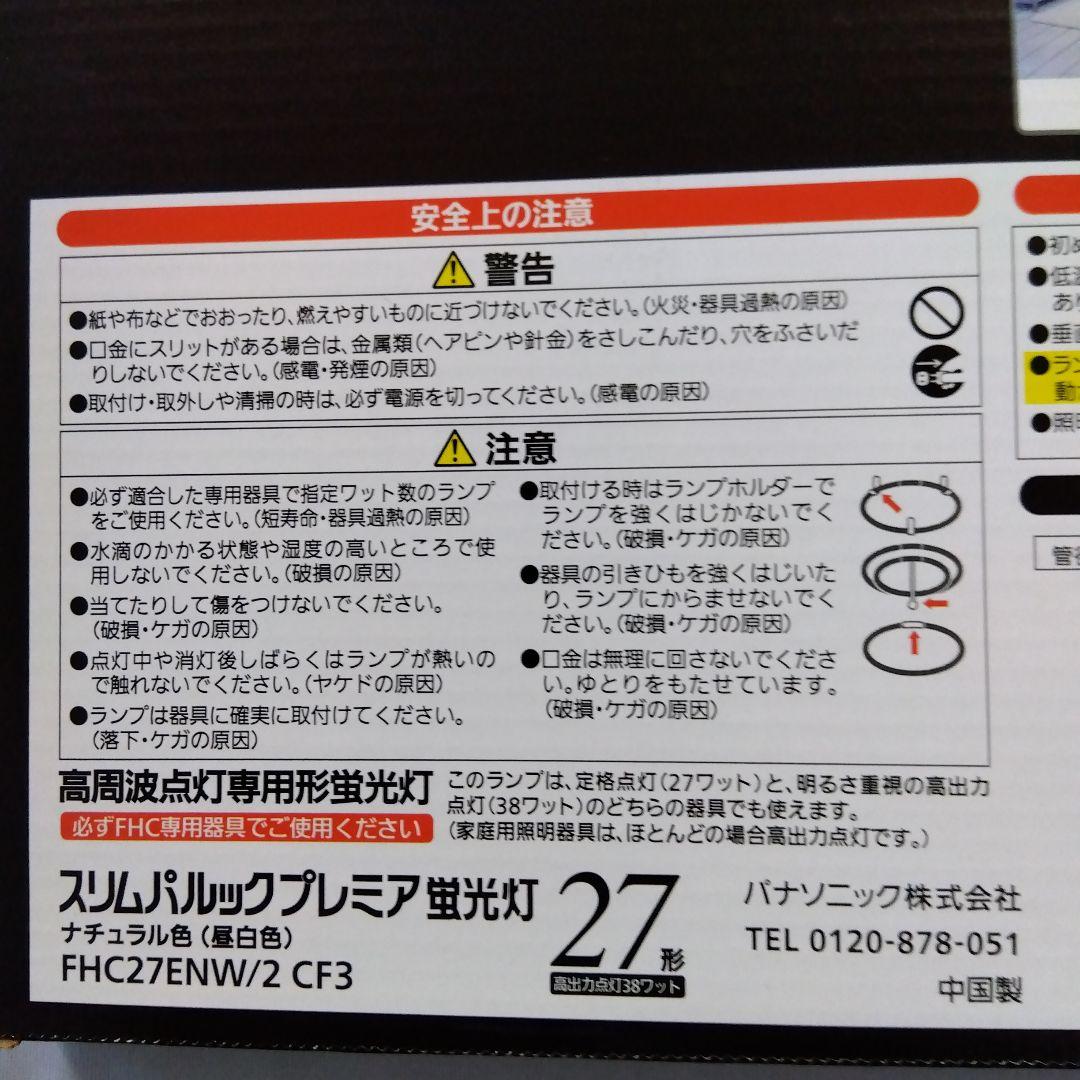 安全上の注意
警告
●紙や布などでおおったり、燃えやすいものに近づけないでください。(火災・器具過熱の原因)
●口金にスリットがある場合は、金属類(ヘアピンや針金)をさしこんだり、穴をふさいだ
りしないでください。(感電・発煙の原因)
●取付け・取外しや清掃の時は、必ず電源を切ってください。(感電の原因)
注意
●必ず適合した専用器具で指定ワット数のランプ
をご使用ください。(短寿命・器具過熱の原因)
●水滴のかかる状態や湿度の高いところで使
用しないでください。(破損の原因)
●当てたりして傷をつけないでください。
(破損・ケガの原因)
●点灯中や消灯後しばらくはランプが熱いの
で触れないでください。(ヤケドの原因)
●ランプは器具に確実に取付けてください。
(落下・ケガの原因)
●取付ける時はランプホルダーで
ランプを強くはじかないでく
ださい。(破損・ケガの原因)
●器具の引きひもを強くはじいた
り、ランプにからませないでく
ださい。(破損・ケガの原因)
●口金は無理に回さないでくださ
い。ゆとりをもたせています。
(破損・ケガの原因)
高周波点灯専用形蛍光灯
必ずFHC専用器具でご使用ください
このランプは、定格点灯(27ワット)と、明るさ重視の高出力
点灯(38ワット)のどちらの器具でも使えます。
(家庭用照明器具は、ほとんどの場合高出力点灯です。)
スリムパルックプレミア蛍光灯
ナチュラル色(昼白色)
FHC27ENW/2 CF3
27形
高出力点灯38ワット
パナソニック株式会社
TEL 0120-878-051
中国製
●初
●低
あり
●垂
●ラン
動
●照
管